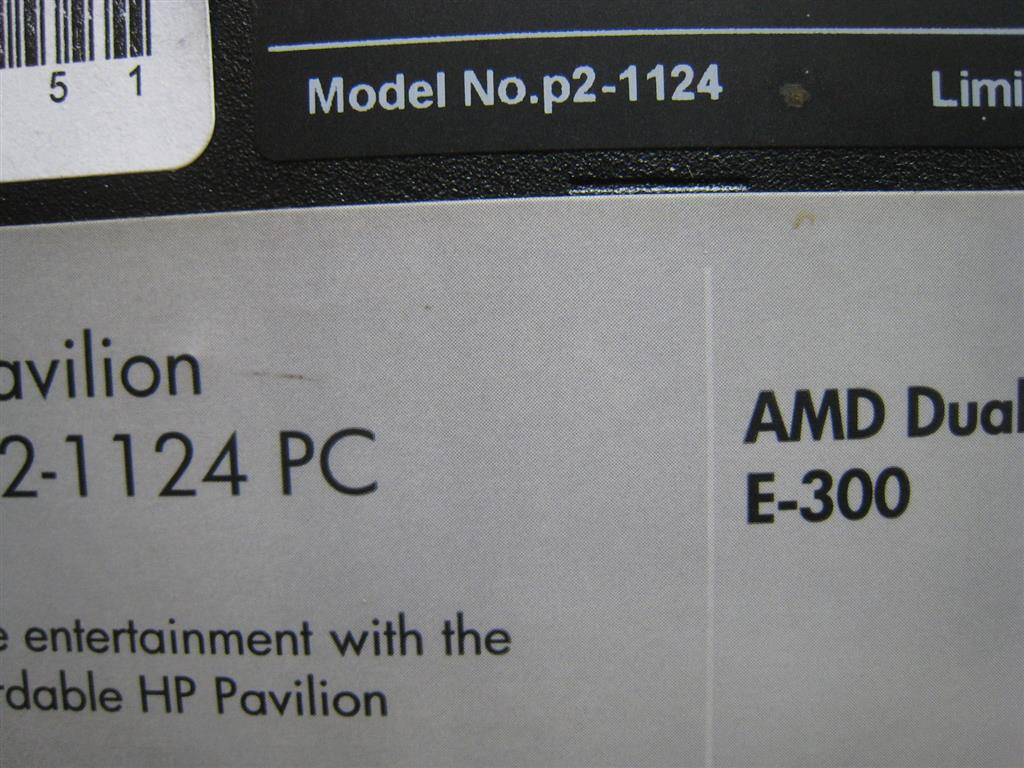 5 1
Model No.p2-1124
Limi
avilion
2-1124 PC
AMD Dual
E-300
e entertainment with the
rdable HP Pavilion